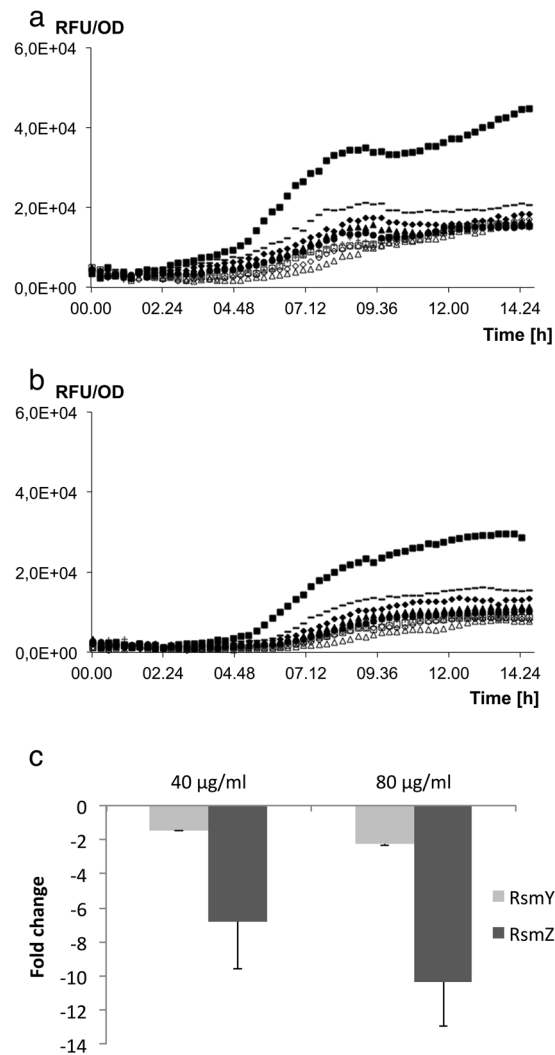 a
RFU/OD
6,0E+04
4,0E+04
2,0E+04
0,0E+00
00.00 02.24 04.48 07.12 09.36 12.00 14.24
Time [h]
b
RFU/OD
6,0E+04
4,0E+04
2,0E+04
0,0E+00
00.00 02.24 04.48 07.12 09.36 12.00 14.24
Time [h]
c
40 µg/ml 80 µg/ml
0
-2
-4
-6
-8
-10
-12
-14
Fold change
RsmY
RsmZ